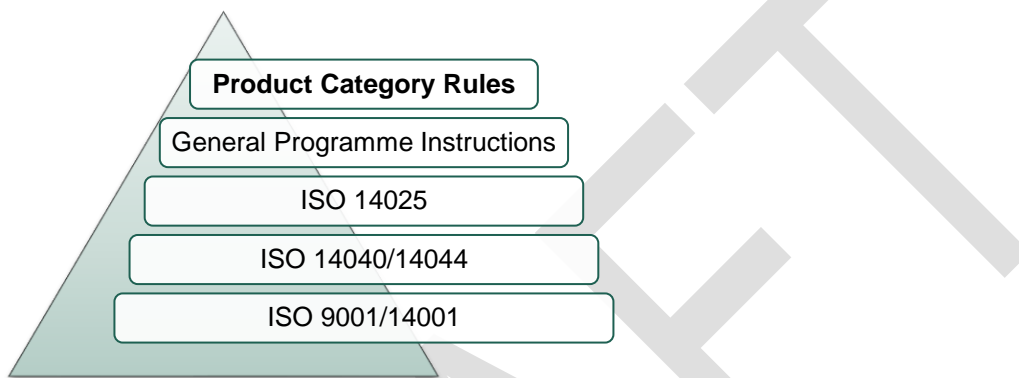 Product Category Rules
General Programme Instructions
ISO 14025
ISO 14040/14044
ISO 9001/14001